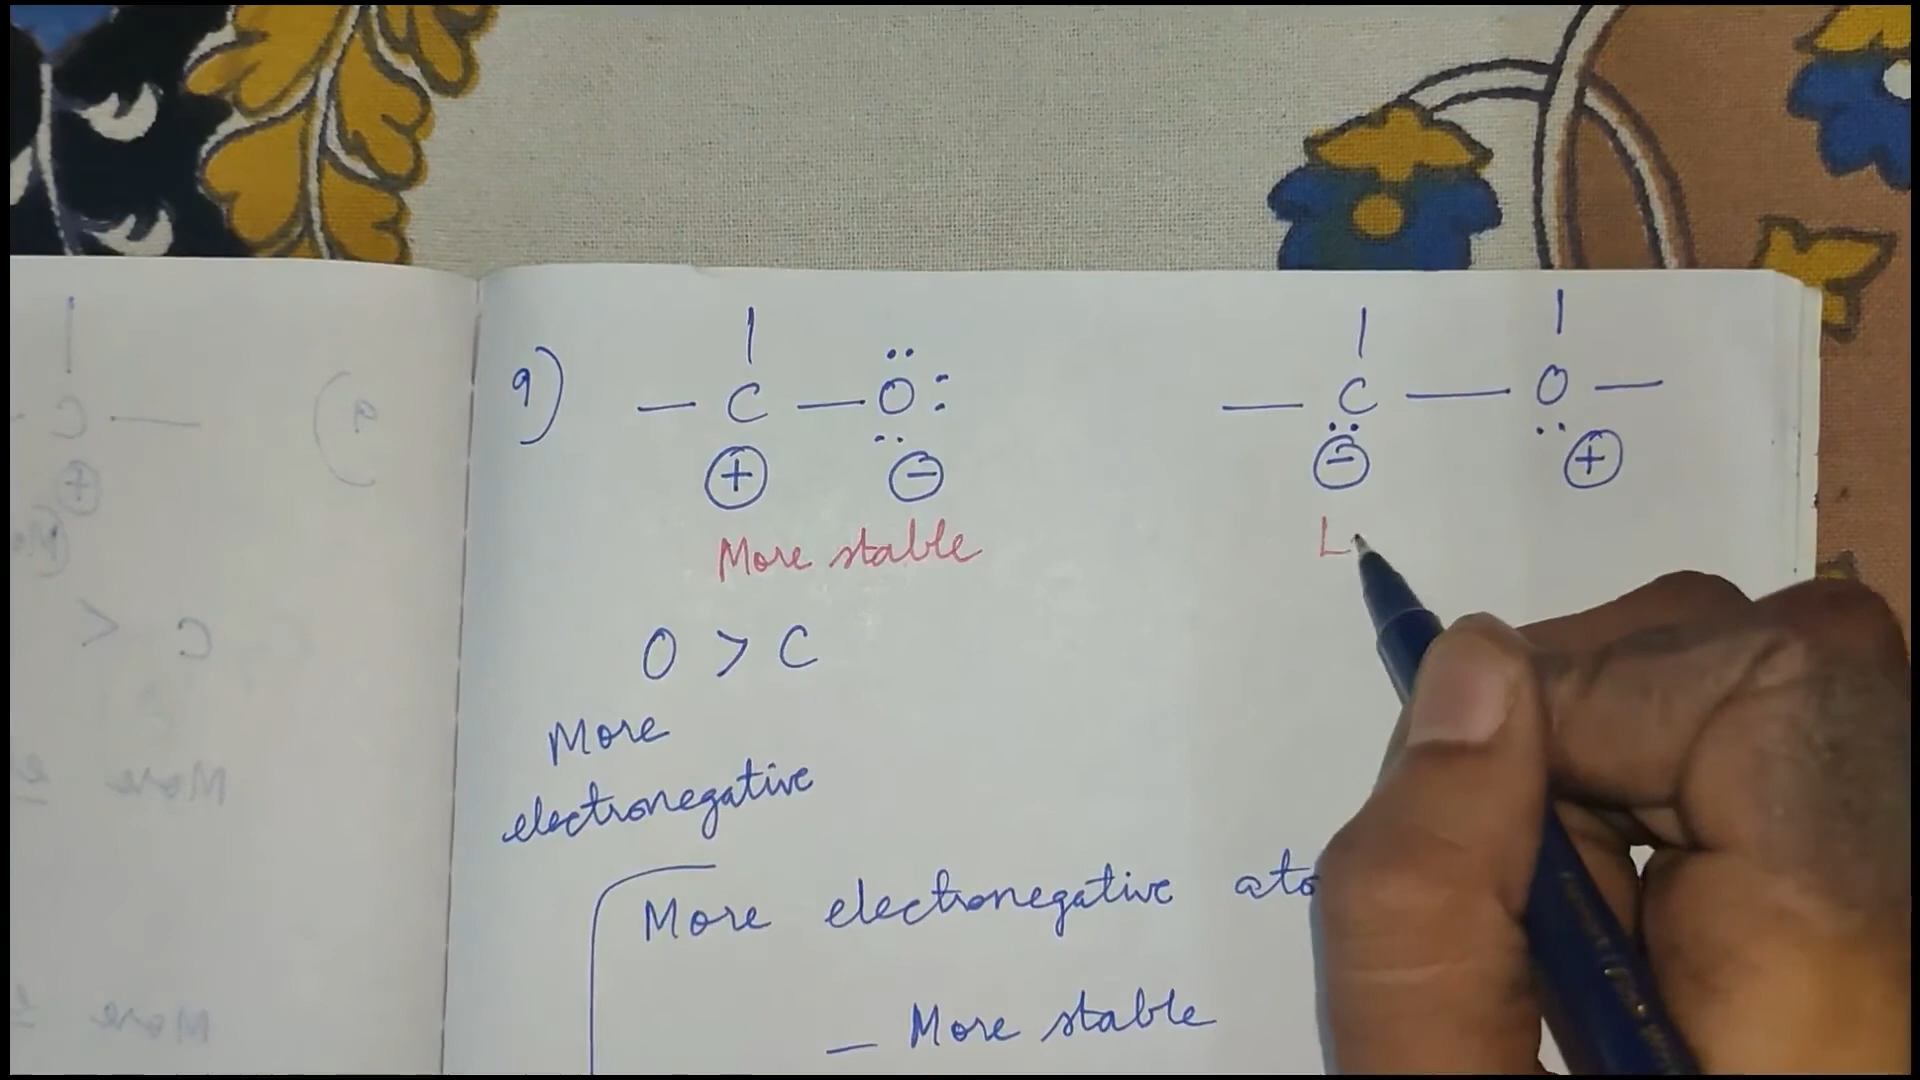 9) — C — O :
⊕ ⊖
— C — O —
⊖ ⊕
More stable
L
O > C
More
electronegative
More electronegative ato
— More stable